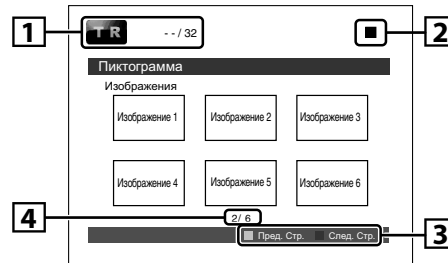 1
TR - - / 32
2
Пиктограмма
Изображения
Изображение 1 Изображение 2 Изображение 3
Изображение 4 Изображение 5 Изображение 6
4
2/ 6
Пред. Стр. След. Стр.
3